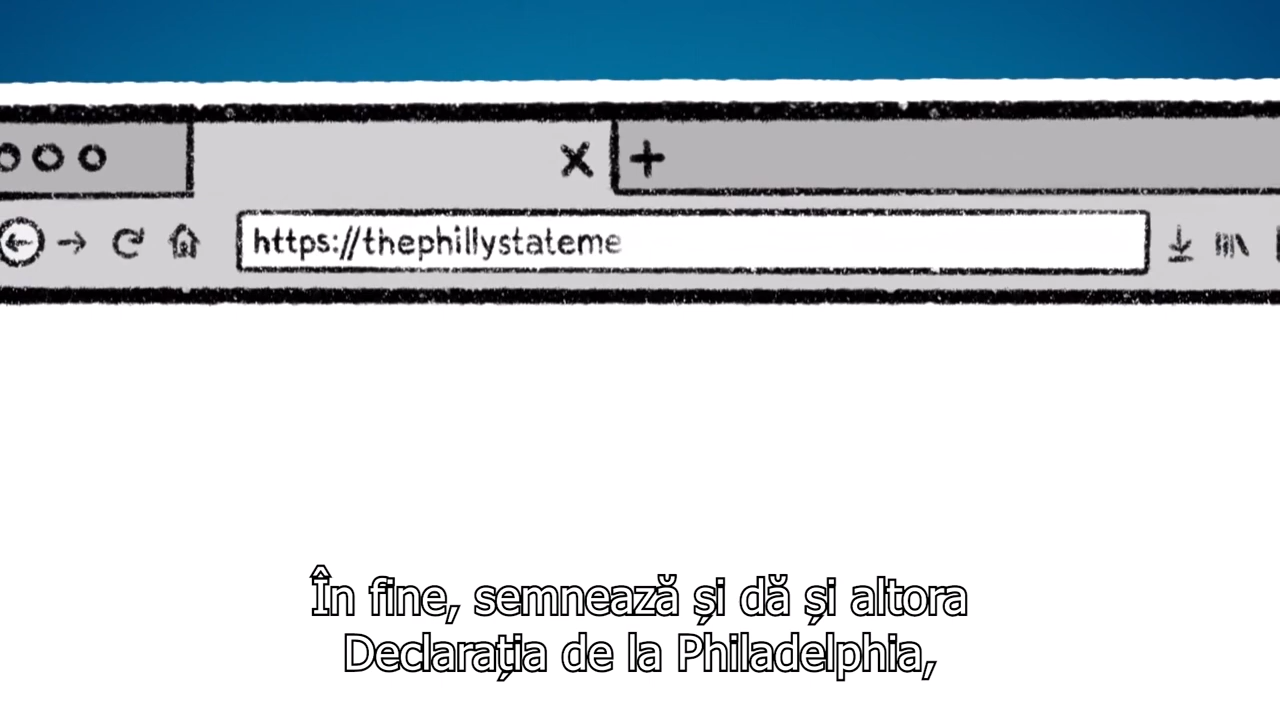 https://thephillystateme
În fine, semnează și dă și altora
Declarația de la Philadelphia,